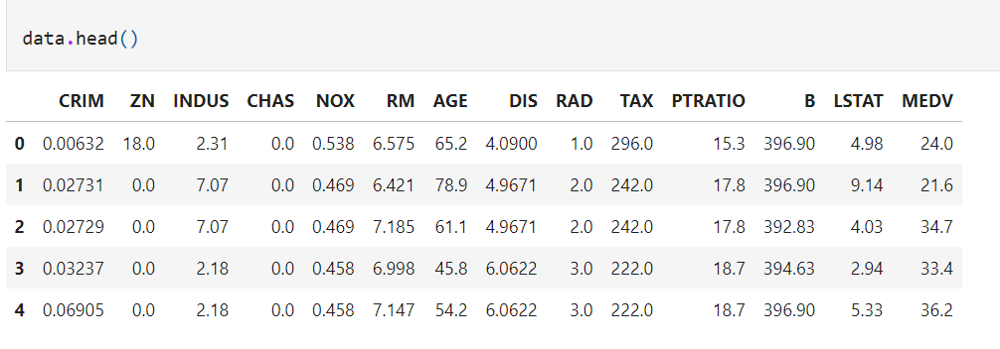 data.head()
CRIM ZN INDUS CHAS NOX RM AGE DIS RAD TAX PTRATIO B LSTAT MEDV
0 0.00632 18.0 2.31 0.0 0.538 6.575 65.2 4.0900 1.0 296.0 15.3 396.90 4.98 24.0
1 0.02731 0.0 7.07 0.0 0.469 6.421 78.9 4.9671 2.0 242.0 17.8 396.90 9.14 21.6
2 0.02729 0.0 7.07 0.0 0.469 7.185 61.1 4.9671 2.0 242.0 17.8 392.83 4.03 34.7
3 0.03237 0.0 2.18 0.0 0.458 6.998 45.8 6.0622 3.0 222.0 18.7 394.63 2.94 33.4
4 0.06905 0.0 2.18 0.0 0.458 7.147 54.2 6.0622 3.0 222.0 18.7 396.90 5.33 36.2